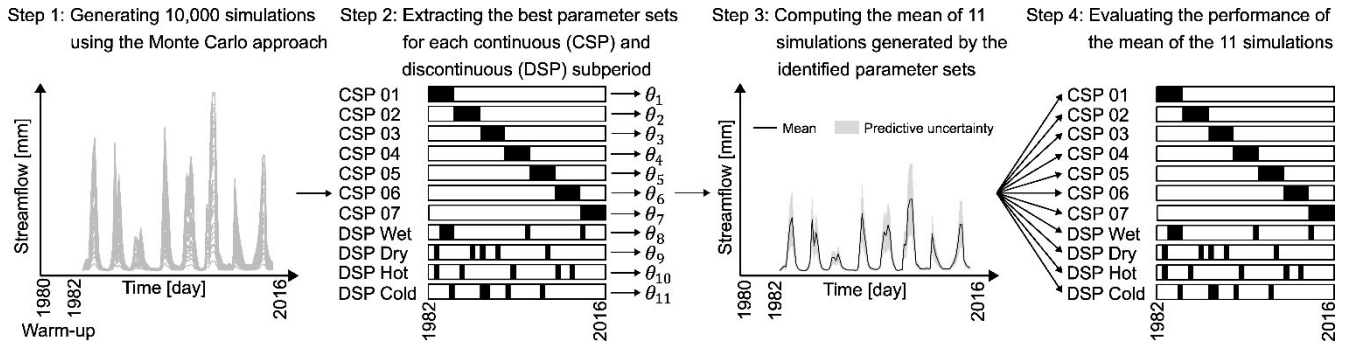 Step 1: Generating 10,000 simulations
using the Monte Carlo approach
Streamflow [mm]
Time [day]
1980
1982
2016
Warm-up
Step 2: Extracting the best parameter sets
for each continuous (CSP) and
discontinuous (DSP) subperiod
CSP 01
θ1
CSP 02
θ2
CSP 03
θ3
CSP 04
θ4
CSP 05
θ5
CSP 06
θ6
CSP 07
θ7
DSP Wet
θ8
DSP Dry
θ9
DSP Hot
θ10
DSP Cold
θ11
1982
2016
Step 3: Computing the mean of 11
simulations generated by the
identified parameter sets
Mean
Predictive uncertainty
Streamflow [mm]
Time [day]
1980
1982
2016
Step 4: Evaluating the performance of
the mean of the 11 simulations
CSP 01
CSP 02
CSP 03
CSP 04
CSP 05
CSP 06
CSP 07
DSP Wet
DSP Dry
DSP Hot
DSP Cold
1982
2016